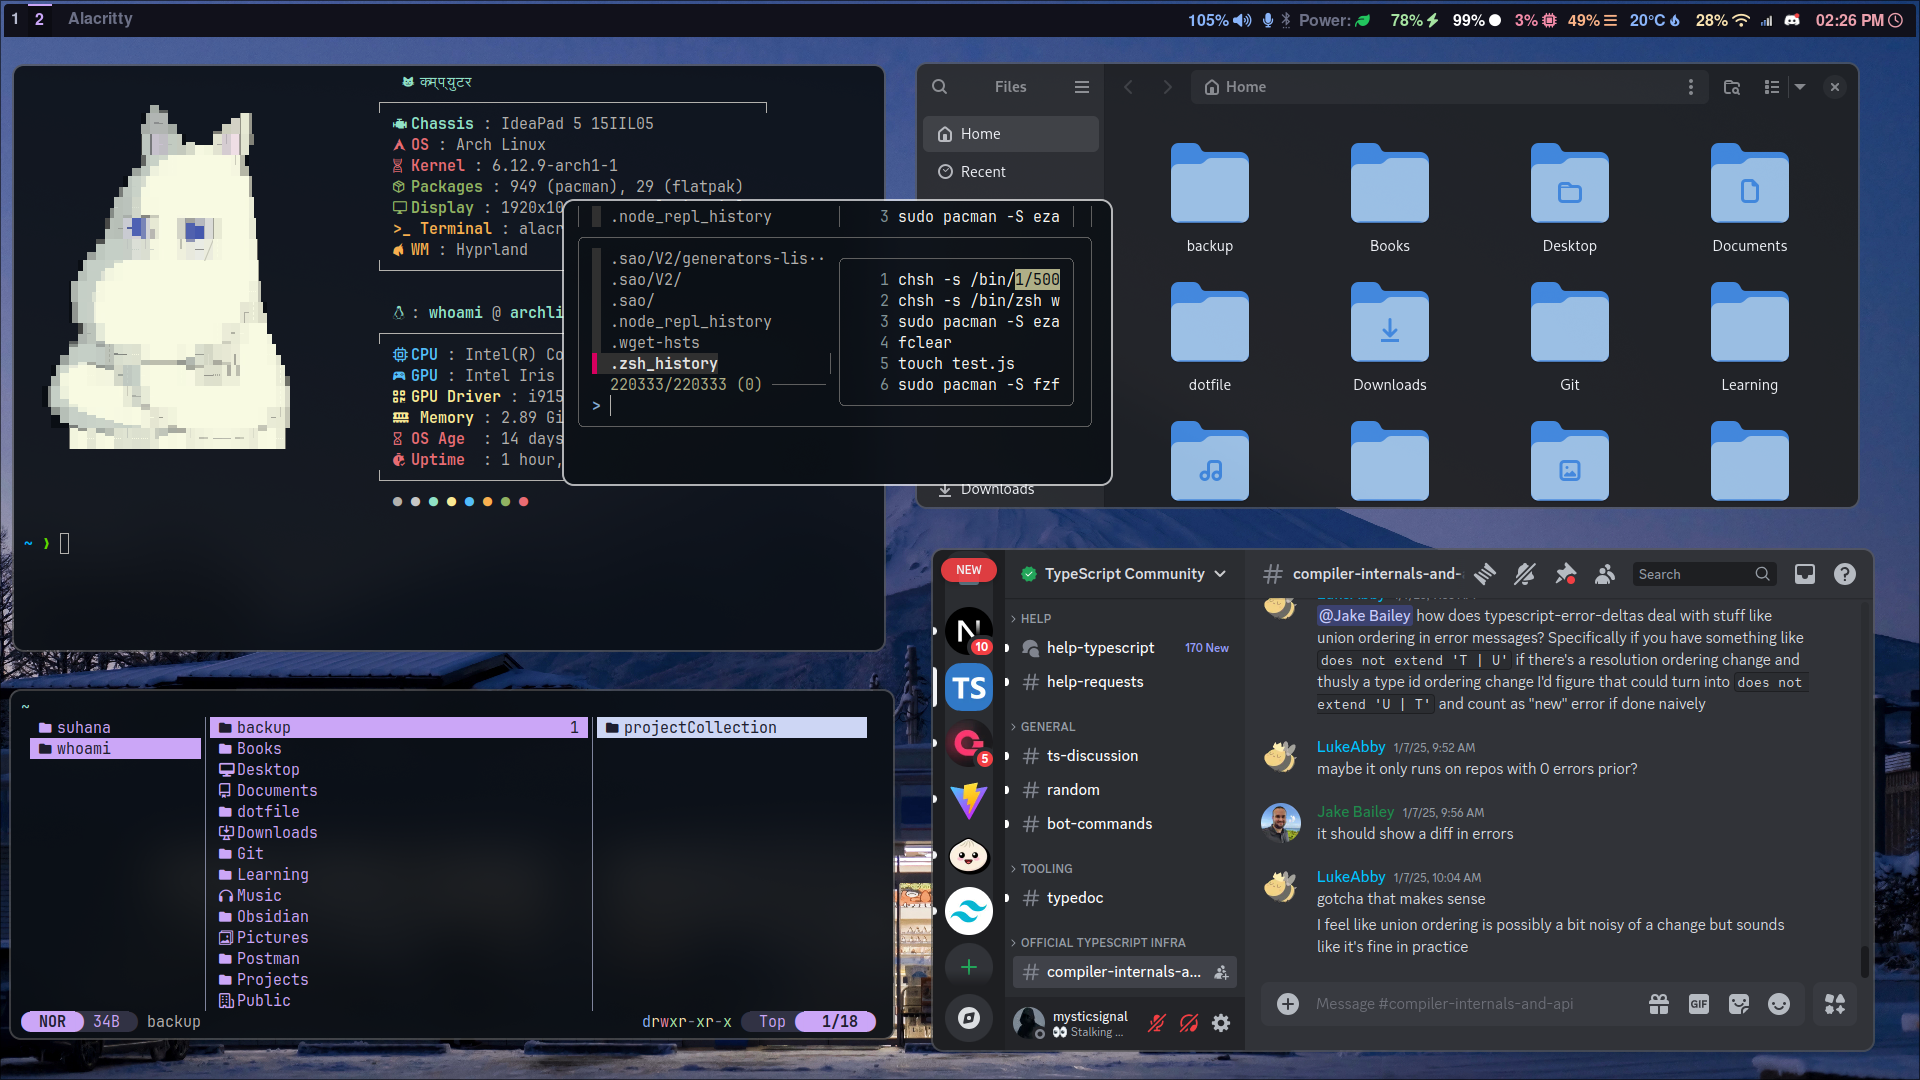 1 2 Alacritty
105% Power: 78% 99% 3% 49% 20°C 28% 02:26 PM
कम्प्युटर
Chassis : IdeaPad 5 15IIL05
OS : Arch Linux
Kernel : 6.12.9-arch1-1
Packages : 949 (pacman), 29 (flatpak)
Display : 1920x10
>_ Terminal : alacr
WM : Hyprland
: whoami @ archli
CPU : Intel(R) Co
GPU : Intel Iris
GPU Driver : i915
Memory : 2.89 Gi
OS Age : 14 days
Uptime : 1 hour,
~ ❯
.node_repl_history
3 sudo pacman -S eza
.sao/V2/generators-lis··
.sao/V2/
.sao/
.node_repl_history
.wget-hsts
.zsh_history
220333/220333 (0)
>
1 chsh -s /bin/1/500
2 chsh -s /bin/zsh w
3 sudo pacman -S eza
4 fclear
5 touch test.js
6 sudo pacman -S fzf
Files
Home
Home
Recent
Downloads
backup Books Desktop Documents
dotfile Downloads Git Learning
~
suhana
whoami
backup 1
Books
Desktop
Documents
dotfile
Downloads
Git
Learning
Music
Obsidian
Pictures
Postman
Projects
Public
projectCollection
NOR 34B backup
drwxr-xr-x Top 1/18
NEW
N
10
TS
5
TypeScript Community
HELP
help-typescript 170 New
help-requests
GENERAL
ts-discussion
random
bot-commands
TOOLING
typedoc
OFFICIAL TYPESCRIPT INFRA
compiler-internals-a...
mysticsignal
Stalking ...
compiler-internals-and-
Search
@Jake Bailey how does typescript-error-deltas deal with stuff like
union ordering in error messages? Specifically if you have something like
does not extend 'T | U' if there's a resolution ordering change and
thusly a type id ordering change I'd figure that could turn into does not
extend 'U | T' and count as "new" error if done naively
LukeAbby 1/7/25, 9:52 AM
maybe it only runs on repos with 0 errors prior?
Jake Bailey 1/7/25, 9:56 AM
it should show a diff in errors
LukeAbby 1/7/25, 10:04 AM
gotcha that makes sense
I feel like union ordering is possibly a bit noisy of a change but sounds
like it's fine in practice
Message #compiler-internals-and-api
GIF